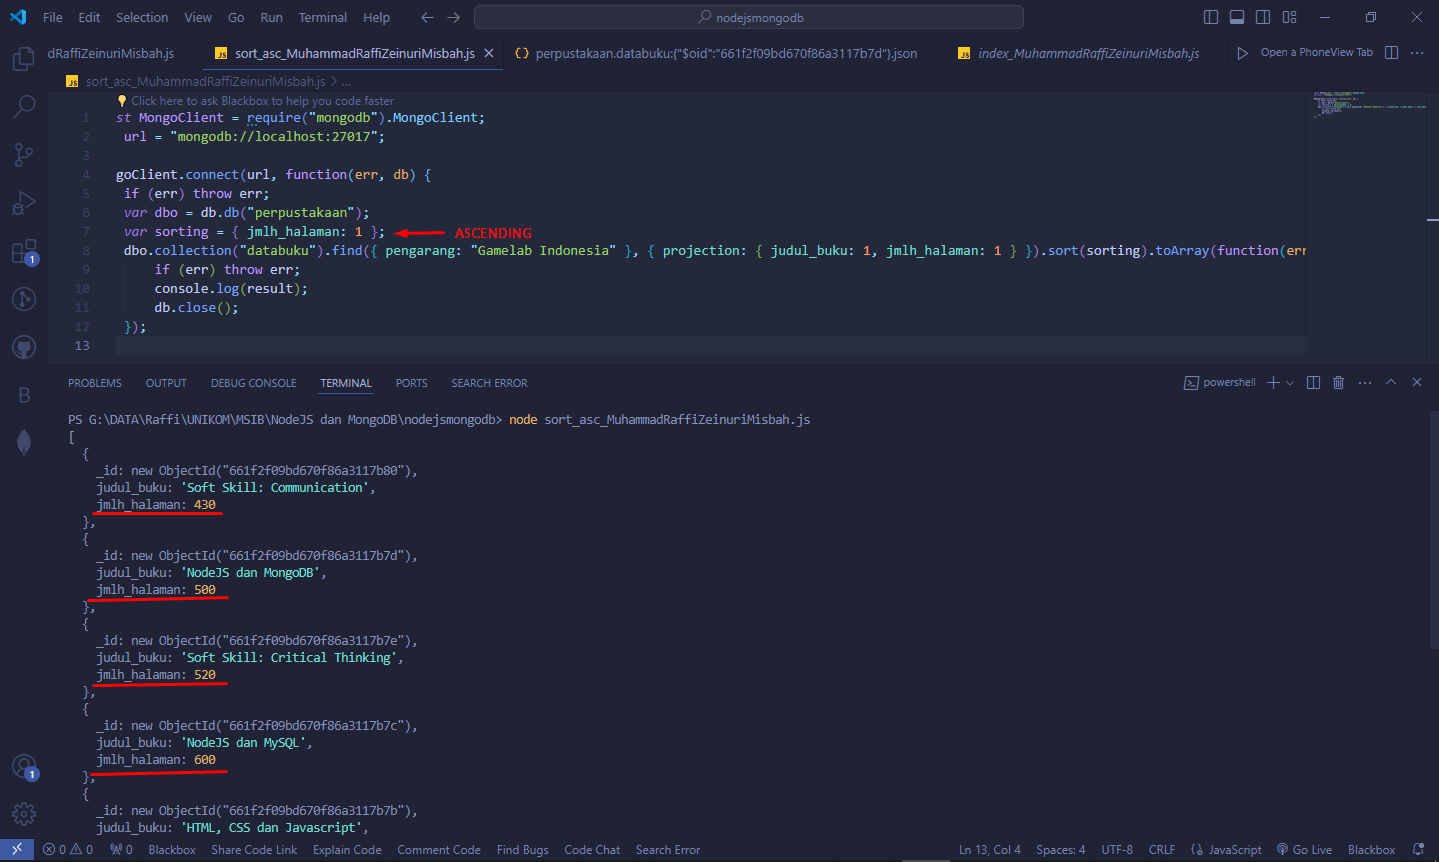 File Edit Selection View Go Run Terminal Help nodejsmongodb
dRaffiZeinuriMisbah.js sort_asc_MuhammadRaffiZeinuriMisbah.js perpustakaan.databuku:{"$oid":"661f2f09bd670f86a3117b7d"}.json index_MuhammadRaffiZeinuriMisbah.js Open a PhoneView Tab
sort_asc_MuhammadRaffiZeinuriMisbah.js > ...
Click here to ask Blackbox to help you code faster
1 st MongoClient = require("mongodb").MongoClient;
2 url = "mongodb://localhost:27017";
3
4 goClient.connect(url, function(err, db) {
5 if (err) throw err;
6 var dbo = db.db("perpustakaan");
7 var sorting = { jmlh_halaman: 1 }; ASCENDING
8 dbo.collection("databuku").find({ pengarang: "Gamelab Indonesia" }, { projection: { judul_buku: 1, jmlh_halaman: 1 } }).sort(sorting).toArray(function(err
9 if (err) throw err;
10 console.log(result);
11 db.close();
12 });
13
PROBLEMS OUTPUT DEBUG CONSOLE TERMINAL PORTS SEARCH ERROR powershell
PS G:\DATA\Raffi\UNIKOM\MSIB\NodeJS dan MongoDB\nodejsmongodb> node sort_asc_MuhammadRaffiZeinuriMisbah.js
[
{
_id: new ObjectId("661f2f09bd670f86a3117b80"),
judul_buku: 'Soft Skill: Communication',
jmlh_halaman: 430
},
{
_id: new ObjectId("661f2f09bd670f86a3117b7d"),
judul_buku: 'NodeJS dan MongoDB',
jmlh_halaman: 500
},
{
_id: new ObjectId("661f2f09bd670f86a3117b7e"),
judul_buku: 'Soft Skill: Critical Thinking',
jmlh_halaman: 520
},
{
_id: new ObjectId("661f2f09bd670f86a3117b7c"),
judul_buku: 'NodeJS dan MySQL',
jmlh_halaman: 600
},
{
_id: new ObjectId("661f2f09bd670f86a3117b7b"),
judul_buku: 'HTML, CSS dan Javascript',
0 0 0 Blackbox Share Code Link Explain Code Comment Code Find Bugs Code Chat Search Error Ln 13, Col 4 Spaces: 4 UTF-8 CRLF JavaScript Go Live Blackbox